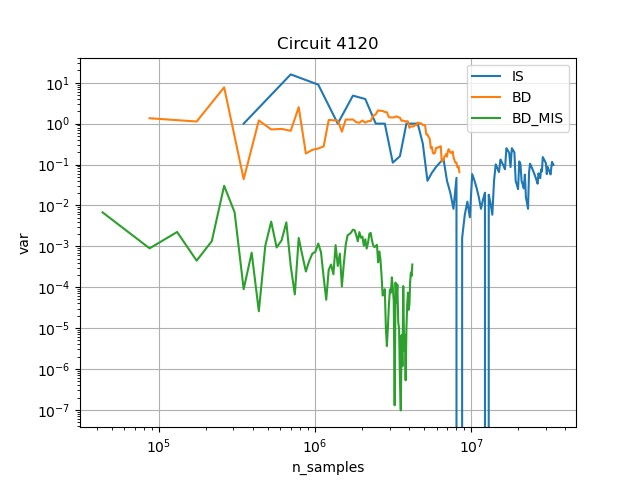 Circuit 4120
IS
BD
BD_MIS
var
10¹
10⁰
10⁻¹
10⁻²
10⁻³
10⁻⁴
10⁻⁵
10⁻⁶
10⁻⁷
10⁵
10⁶
10⁷
n_samples